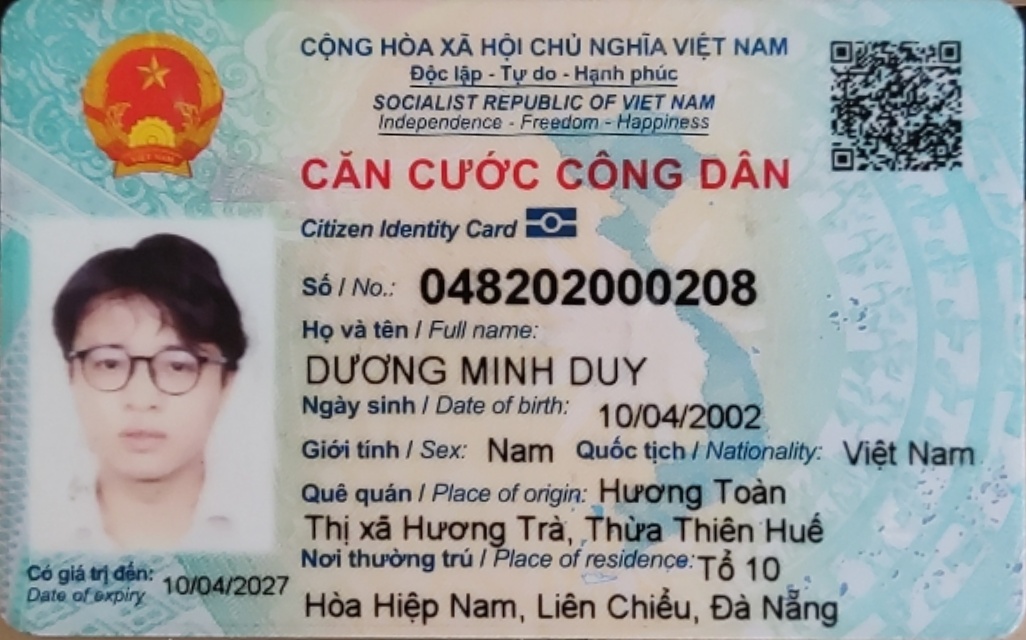 CỘNG HÒA XÃ HỘI CHỦ NGHĨA VIỆT NAM
Độc lập - Tự do - Hạnh phúc
SOCIALIST REPUBLIC OF VIET NAM
Independence - Freedom - Happiness
CĂN CƯỚC CÔNG DÂN
Citizen Identity Card
Số / No.: 048202000208
Họ và tên / Full name:
DƯƠNG MINH DUY
Ngày sinh / Date of birth: 10/04/2002
Giới tính / Sex: Nam Quốc tịch / Nationality: Việt Nam
Quê quán / Place of origin: Hương Toàn
Thị xã Hương Trà, Thừa Thiên Huế
Nơi thường trú / Place of residence: Tổ 10
Hòa Hiệp Nam, Liên Chiểu, Đà Nẵng
Có giá trị đến: 10/04/2027
Date of expiry
VIỆT NAM